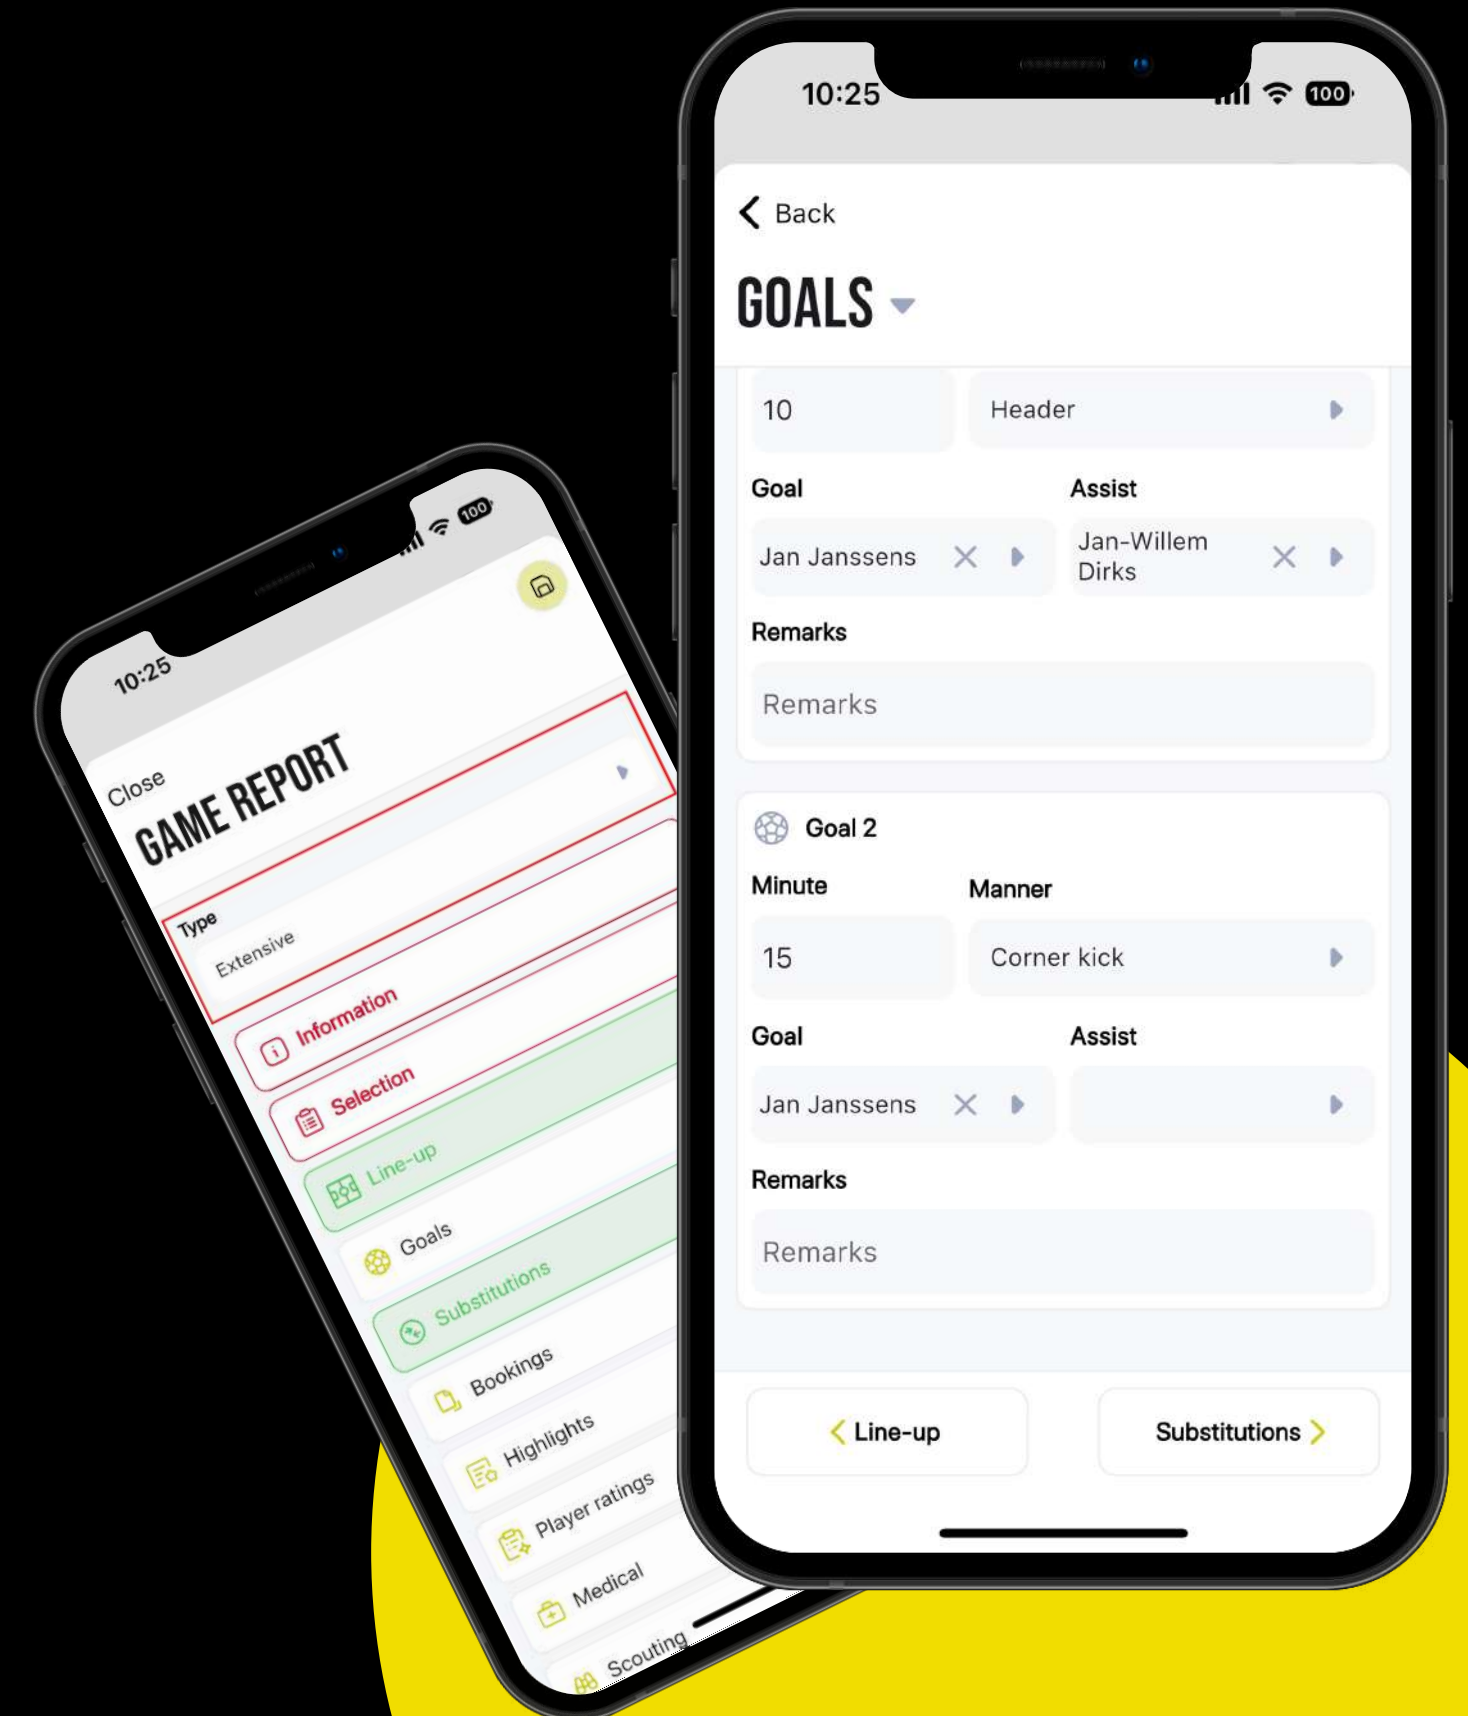 10:25
100
Close
GAME REPORT
Type
Extensive
Information
Selection
Line-up
Goals
Substitutions
Bookings
Highlights
Player ratings
Medical
Scouting
10:25
100
Back
GOALS
10
Header
Goal
Assist
Jan Janssens
Jan-Willem
Dirks
Remarks
Remarks
Goal 2
Minute
Manner
15
Corner kick
Goal
Assist
Jan Janssens
Remarks
Remarks
Line-up
Substitutions